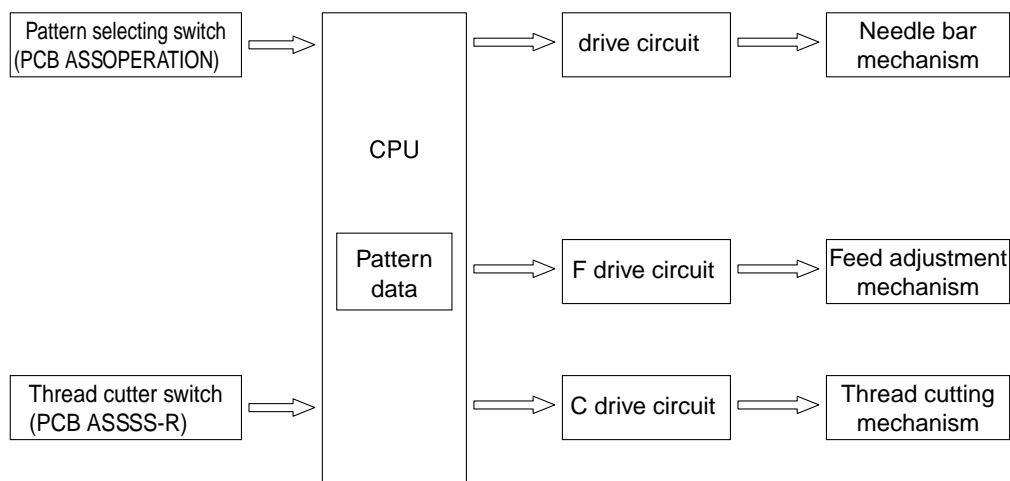 Pattern selecting switch
(PCB ASSOPERATION)
CPU
Pattern
data
Thread cutter switch
(PCB ASSSS-R)
drive circuit
Needle bar
mechanism
F drive circuit
Feed adjustment
mechanism
C drive circuit
Thread cutting
mechanism